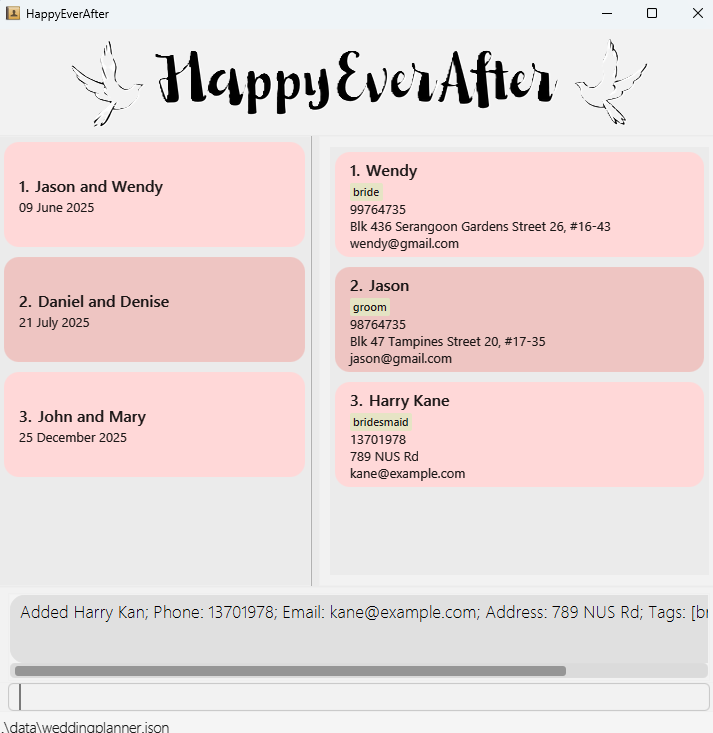 HappyEverAfter
HappyEverAfter
1. Jason and Wendy
09 June 2025
2. Daniel and Denise
21 July 2025
3. John and Mary
25 December 2025
1. Wendy
bride
99764735
Blk 436 Serangoon Gardens Street 26, #16-43
wendy@gmail.com
2. Jason
groom
98764735
Blk 47 Tampines Street 20, #17-35
jason@gmail.com
3. Harry Kane
bridesmaid
13701978
789 NUS Rd
kane@example.com
Added Harry Kan; Phone: 13701978; Email: kane@example.com; Address: 789 NUS Rd; Tags: [br
.\data\weddingplanner.json